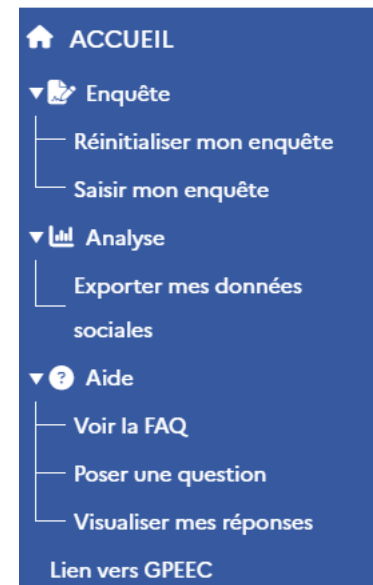 ACCUEIL
Enquête
Réinitialiser mon enquête
Saisir mon enquête
Analyse
Exporter mes données
sociales
Aide
Voir la FAQ
Poser une question
Visualiser mes réponses
Lien vers GPEEC